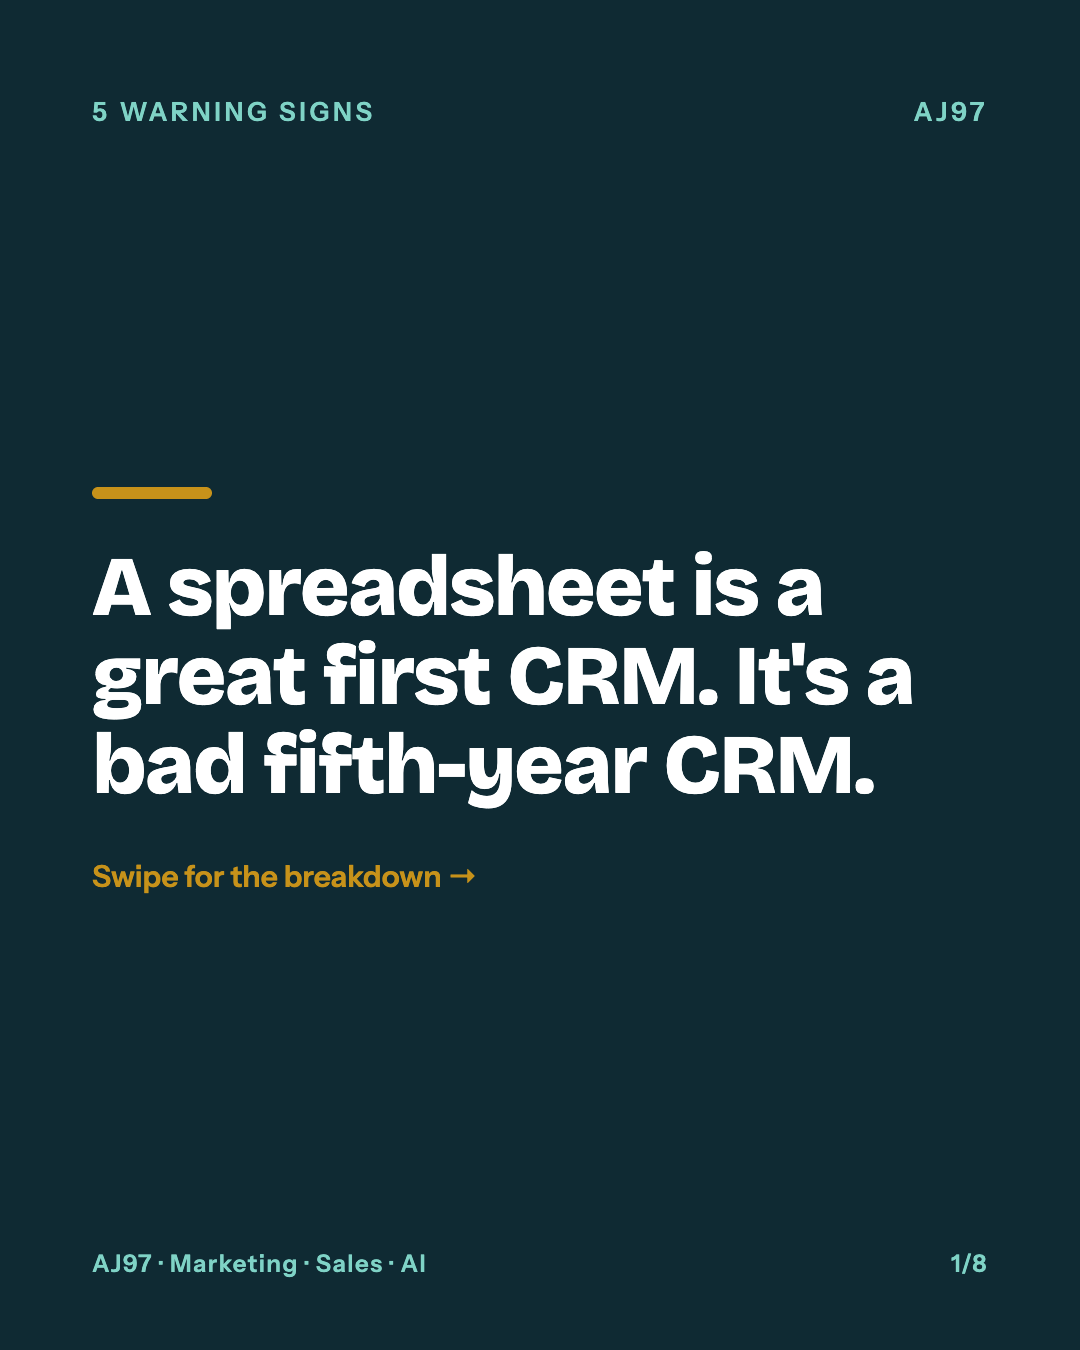 5 WARNING SIGNS
AJ97
A spreadsheet is a
great first CRM. It's a
bad fifth-year CRM.
Swipe for the breakdown →
AJ97 · Marketing · Sales · AI
1/8